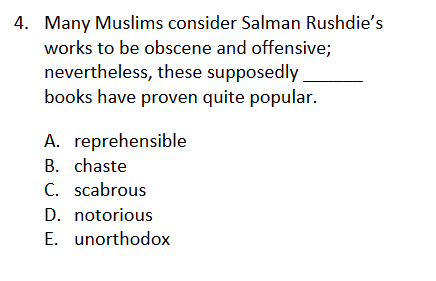 4. Many Muslims consider Salman Rushdie’s
works to be obscene and offensive;
nevertheless, these supposedly ______
books have proven quite popular.
A. reprehensible
B. chaste
C. scabrous
D. notorious
E. unorthodox